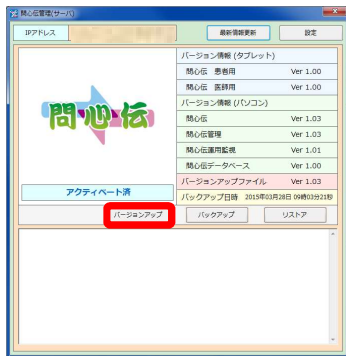 問心伝管理(サーバ)
IPアドレス
最新情報更新
設定
問心伝
アクティベート済
バージョン情報 (タブレット)
問心伝 患者用 Ver 1.00
問心伝 医師用 Ver 1.00
バージョン情報 (パソコン)
問心伝 Ver 1.03
問心伝管理 Ver 1.03
問心伝運用監視 Ver 1.01
問心伝データベース Ver 1.00
バージョンアップファイル Ver 1.03
バックアップ日時 2015年03月28日 09時03分21秒
バージョンアップ
バックアップ
リストア